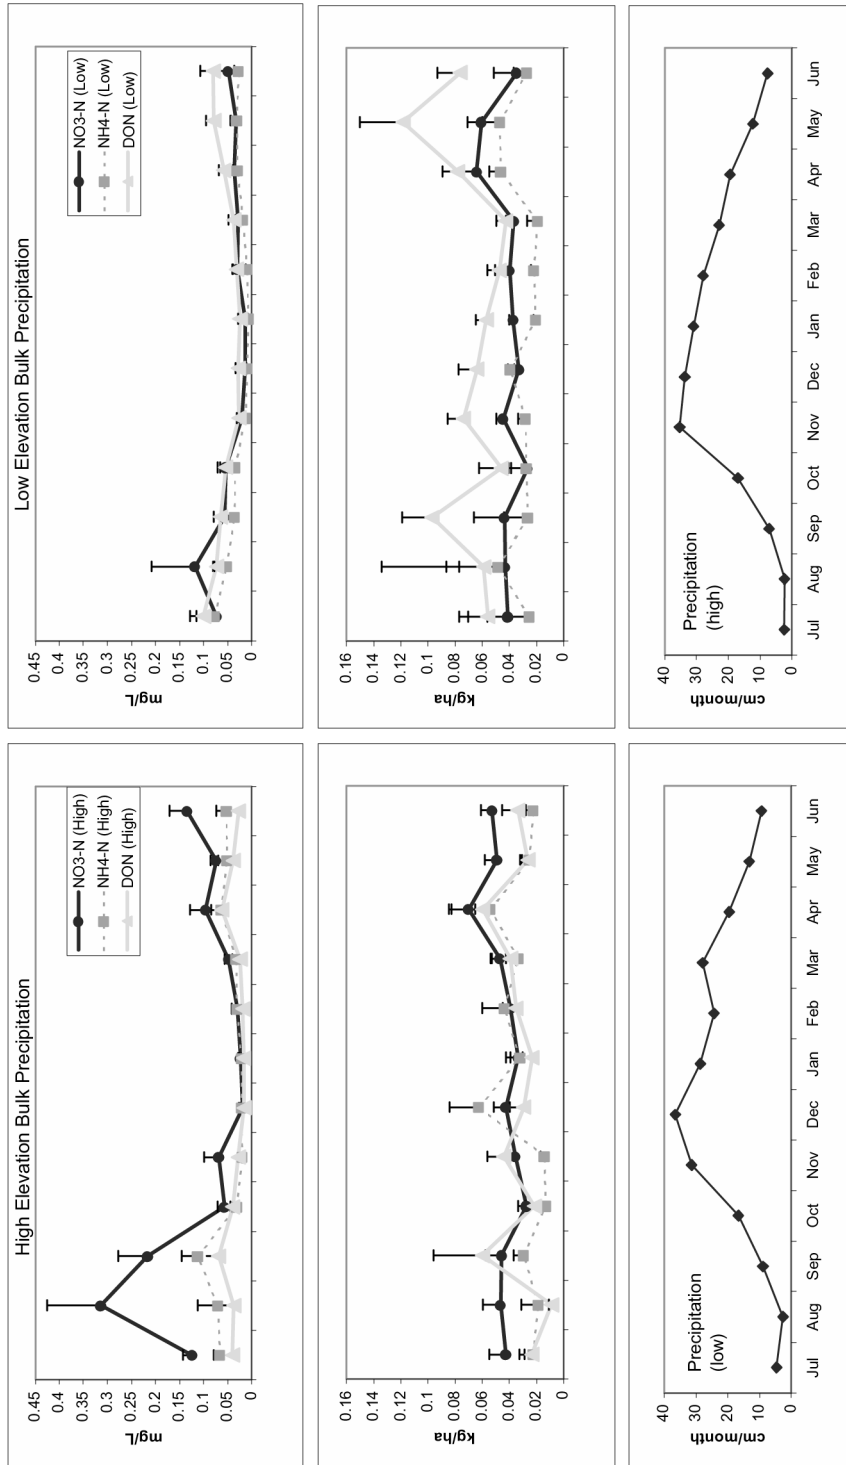 High Elevation Bulk Precipitation
NO3-N (High)
NH4-N (High)
DON (High)
0.45
0.4
0.35
0.3
0.25
0.2
0.15
0.1
0.05
0
mg/L
Low Elevation Bulk Precipitation
NO3-N (Low)
NH4-N (Low)
DON (Low)
0.45
0.4
0.35
0.3
0.25
0.2
0.15
0.1
0.05
0
mg/L
0.16
0.14
0.12
0.1
0.08
0.06
0.04
0.02
0
kg/ha
0.16
0.14
0.12
0.1
0.08
0.06
0.04
0.02
0
kg/ha
Precipitation
(low)
40
30
20
10
0
cm/month
Jul Aug Sep Oct Nov Dec Jan Feb Mar Apr May Jun
Precipitation
(high)
40
30
20
10
0
cm/month
Jul Aug Sep Oct Nov Dec Jan Feb Mar Apr May Jun